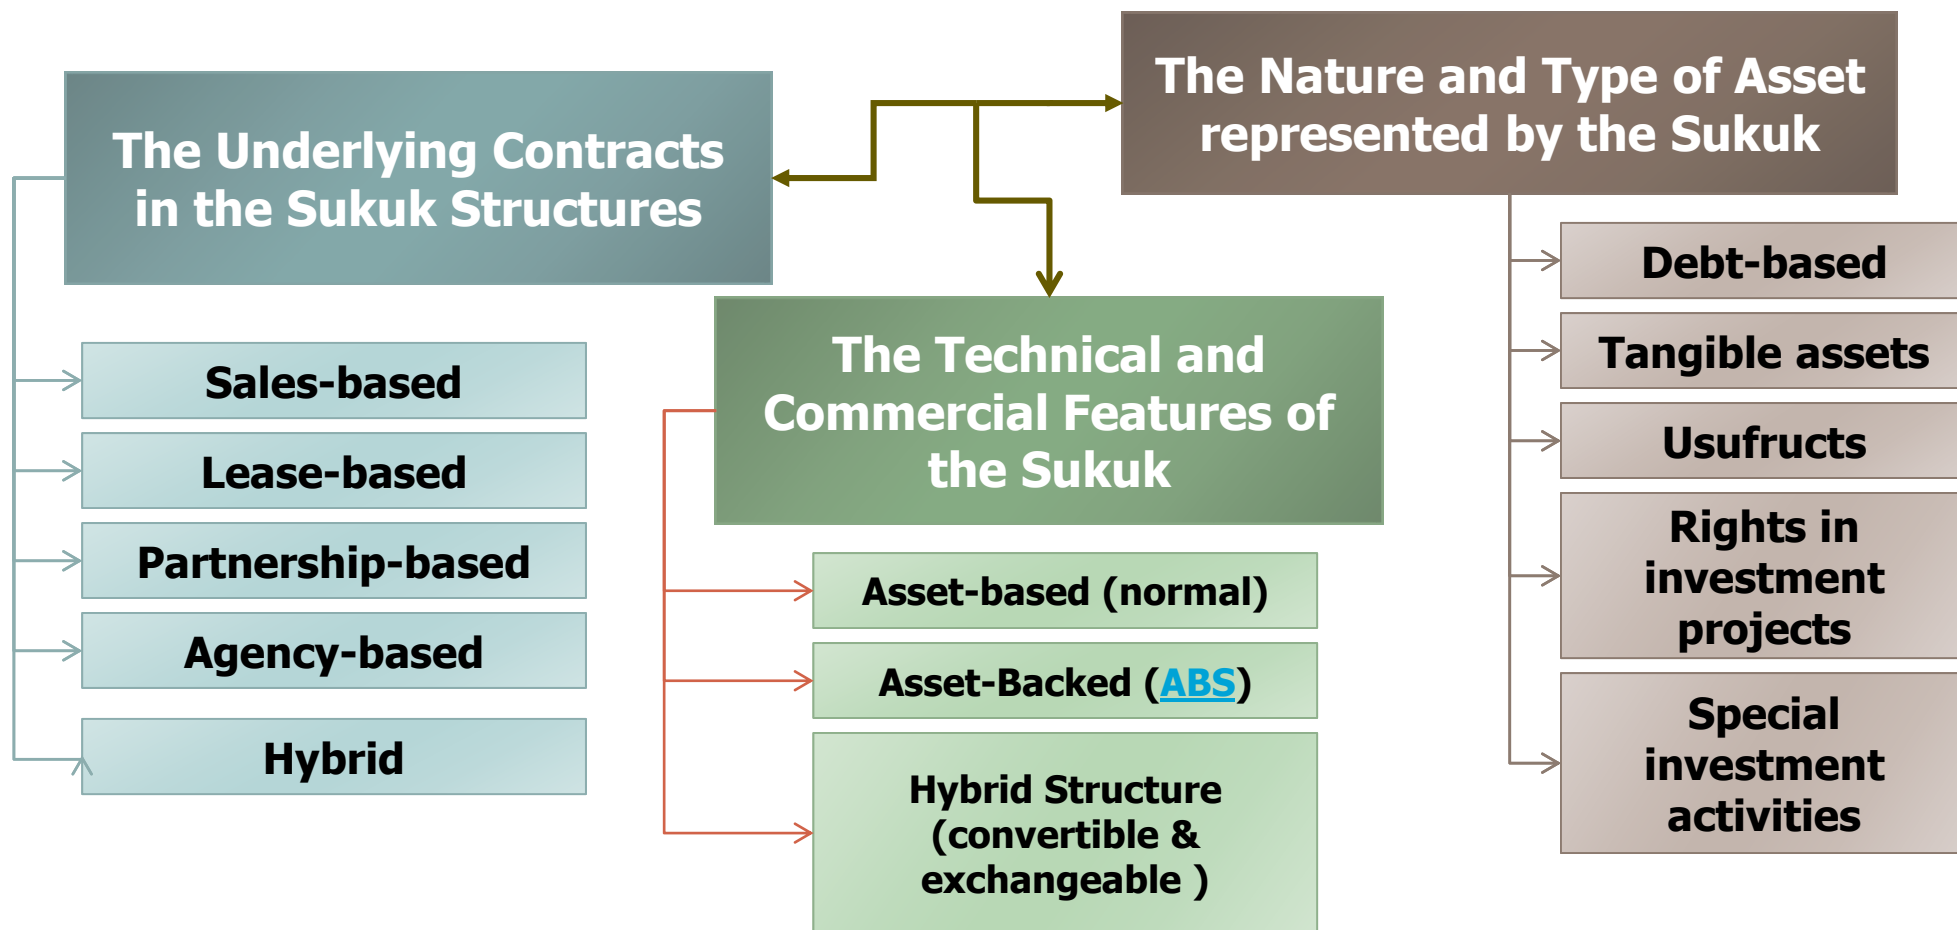 The Underlying Contracts
in the Sukuk Structures
Sales-based
Lease-based
Partnership-based
Agency-based
Hybrid
The Technical and
Commercial Features of
the Sukuk
Asset-based (normal)
Asset-Backed (ABS)
Hybrid Structure
(convertible &
exchangeable )
The Nature and Type of Asset
represented by the Sukuk
Debt-based
Tangible assets
Usufructs
Rights in
investment
projects
Special
investment
activities